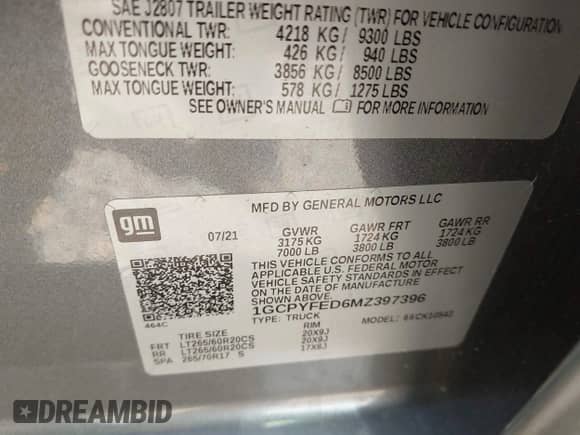 SAE J2807 TRAILER WEIGHT RATING (TWR) FOR VEHICLE CONFIGURATION
CONVENTIONAL TWR: 4218 KG / 9300 LBS
MAX TONGUE WEIGHT: 426 KG / 940 LBS
GOOSENECK TWR: 3856 KG / 8500 LBS
MAX TONGUE WEIGHT: 578 KG / 1275 LBS
SEE OWNER'S MANUAL FOR MORE INFORMATION
gm
MFD BY GENERAL MOTORS LLC
07/21 GVWR GAWR FRT GAWR RR
3175 KG 1724 KG 1724 KG
7000 LB 3800 LB 3800 LB
THIS VEHICLE CONFORMS TO ALL
APPLICABLE U.S. FEDERAL MOTOR
VEHICLE SAFETY STANDARDS IN EFFECT
ON THE DATE OF MANUFACTURE SHOWN ABOVE.
1GCPYFED6MZ397396
464C TYPE: TRUCK MODEL:
TIRE SIZE RIM
FRT LT265/60R20CS 20X9J
RR LT265/60R20CS 20X9J
SPA 265/70R17 S 17X8J
DREAMBID